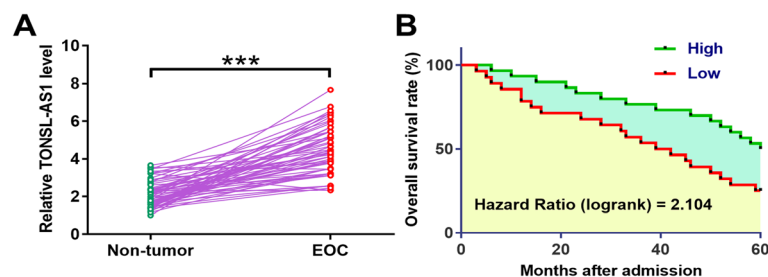 A
Relative TONSL-AS1 level
10
8
6
4
2
0
***
Non-tumor
EOC
B
Overall survival rate (%)
100
50
0
High
Low
Hazard Ratio (logrank) = 2.104
0
20
40
60
Months after admission